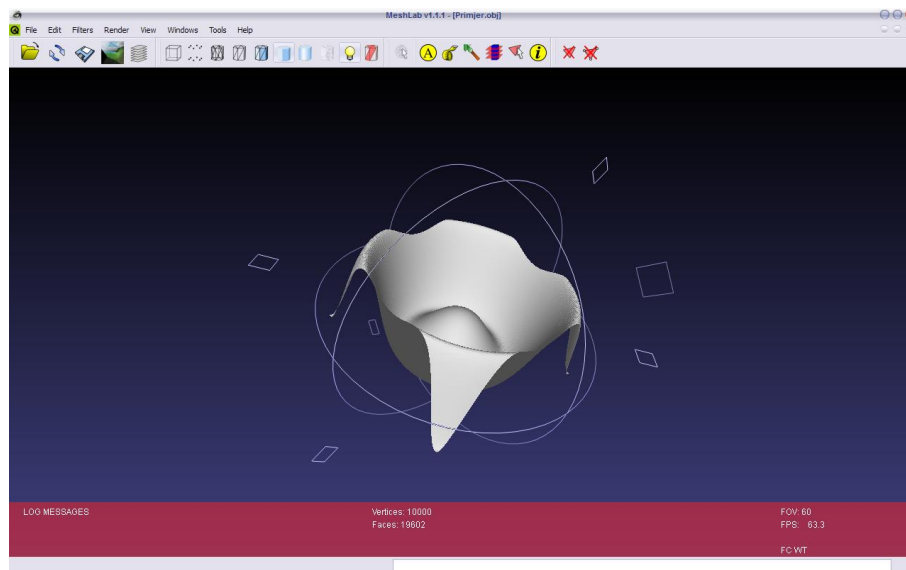 MeshLab v1.1.1 - [Primjer.obj]
File Edit Filters Render View Windows Tools Help
A i
LOG MESSAGES
Vertices: 10000
Faces: 19602
FOV: 60
FPS: 63.3
FC WT